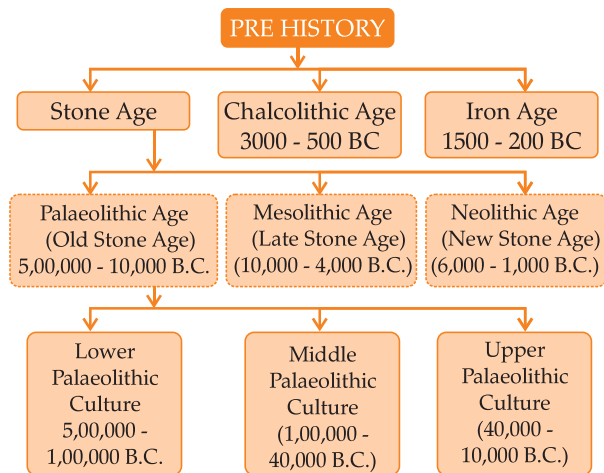 PRE HISTORY
Stone Age
Chalcolithic Age
3000 - 500 BC
Iron Age
1500 - 200 BC
Palaeolithic Age
(Old Stone Age)
5,00,000 - 10,000 B.C.
Mesolithic Age
(Late Stone Age)
(10,000 - 4,000 B.C.)
Neolithic Age
(New Stone Age)
(6,000 - 1,000 B.C.)
Lower
Palaeolithic
Culture
5,00,000 -
1,00,000 B.C.
Middle
Palaeolithic
Culture
(1,00,000 -
40,000 B.C.)
Upper
Palaeolithic
Culture
(40,000 -
10,000 B.C.)